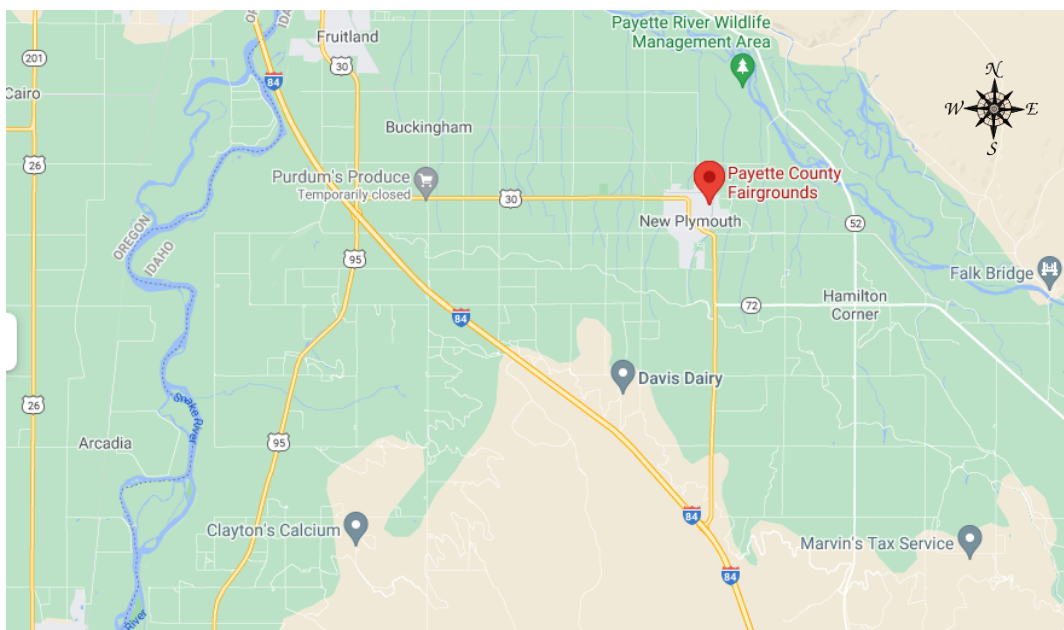 OR
IDA
Payette River Wildlife
Management Area
Fruitland
201
30
84
N
W
E
S
Cairo
Buckingham
26
Purdum's Produce
Temporarily closed
30
Payette County
Fairgrounds
New Plymouth
52
OREGON
IDAHO
95
Falk Bridge
72
Hamilton
Corner
84
Davis Dairy
26
Snake River
Arcadia
95
84
Clayton's Calcium
Marvin's Tax Service
84
River